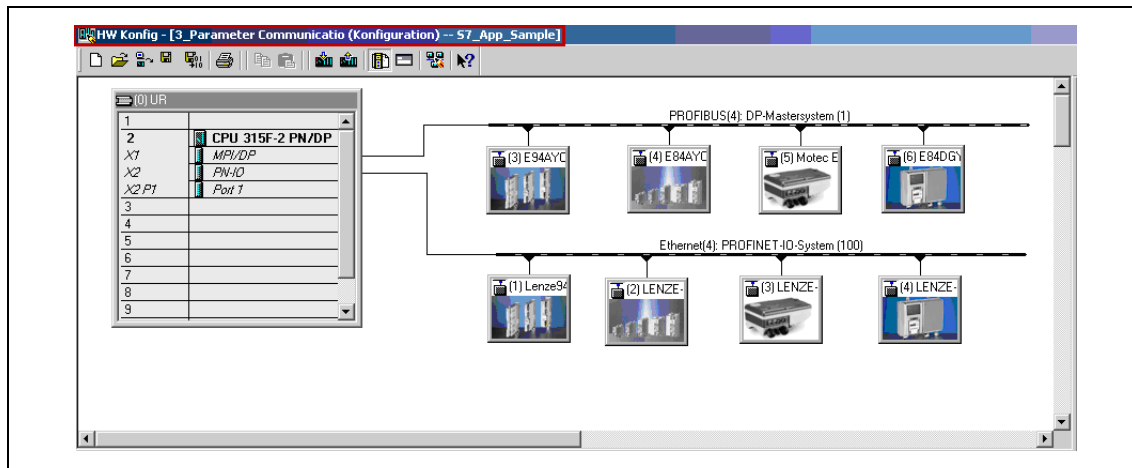 HW Konfig - [3_Parameter Communicatio (Konfiguration) -- S7_App_Sample]
(0) UR
1
2 CPU 315F-2 PN/DP
X1 MPI/DP
X2 PN-IO
X2 P1 Port 1
3
4
5
6
7
8
9
PROFIBUS(4): DP-Mastersystem (1)
(3) E94AYC
(4) E84AYC
(5) Motec E
(6) E84DGY
Ethernet(4): PROFINET-IO-System (100)
(1) Lenze94
(2) LENZE-
(3) LENZE-
(4) LENZE-